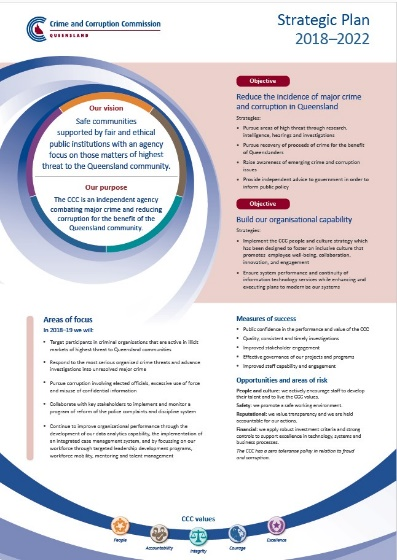 Crime and Corruption Commission
QUEENSLAND
Strategic Plan
2018–2022
Our vision
Safe communities
supported by fair and ethical
public institutions with an agency
focus on those matters of highest
threat to the Queensland community.
Our purpose
The CCC is an independent agency
combating major crime and reducing
corruption for the benefit of the
Queensland community.
Objective
Reduce the incidence of major crime
and corruption in Queensland
Strategies:
• Pursue areas of high threat through research,
intelligence, hearings and investigations
• Pursue recovery of proceeds of crime for the benefit
of Queenslanders
• Raise awareness of emerging crime and corruption
issues
• Provide independent advice to government in order to
inform public policy
Objective
Build our organisational capability
Strategies:
• Implement the CCC people and culture strategy which
has been designed to foster an inclusive culture that
promotes employee well-being, collaboration,
innovation, and engagement
• Ensure system performance and continuity of
information technology services while enhancing and
executing plans to modernise our systems
Areas of focus
In 2018–19 we will:
• Target participants in criminal organisations that are active in illicit
markets of highest threat to Queensland communities
• Respond to the most serious organised crime threats and advance
investigations into unresolved major crime
• Pursue corruption involving elected officials, excessive use of force
and misuse of confidential information
• Collaborate with key stakeholders to implement and monitor a
program of reform of the police complaints and discipline system
• Continue to improve organisational performance through the
development of our data analytics capability, the implementation of
an integrated case management system, and by focusing on our
workforce through targeted leadership development programs,
workforce mobility, mentoring and talent management
Measures of success
• Public confidence in the performance and value of the CCC
• Quality, consistent and timely investigations
• Improved stakeholder engagement
• Effective governance of our projects and programs
• Improved staff capability and engagement
Opportunities and areas of risk
People and culture: we actively encourage staff to develop
their talent and to live the CCC values.
Safety: we promote a safe working environment.
Reputational: we value transparency and we are held
accountable for our actions.
Financial: we apply robust investment criteria and strong
controls to support excellence in technology, systems and
business processes.
The CCC has a zero tolerance policy in relation to fraud
and corruption.
CCC values
People
Accountability
Integrity
Courage
Excellence